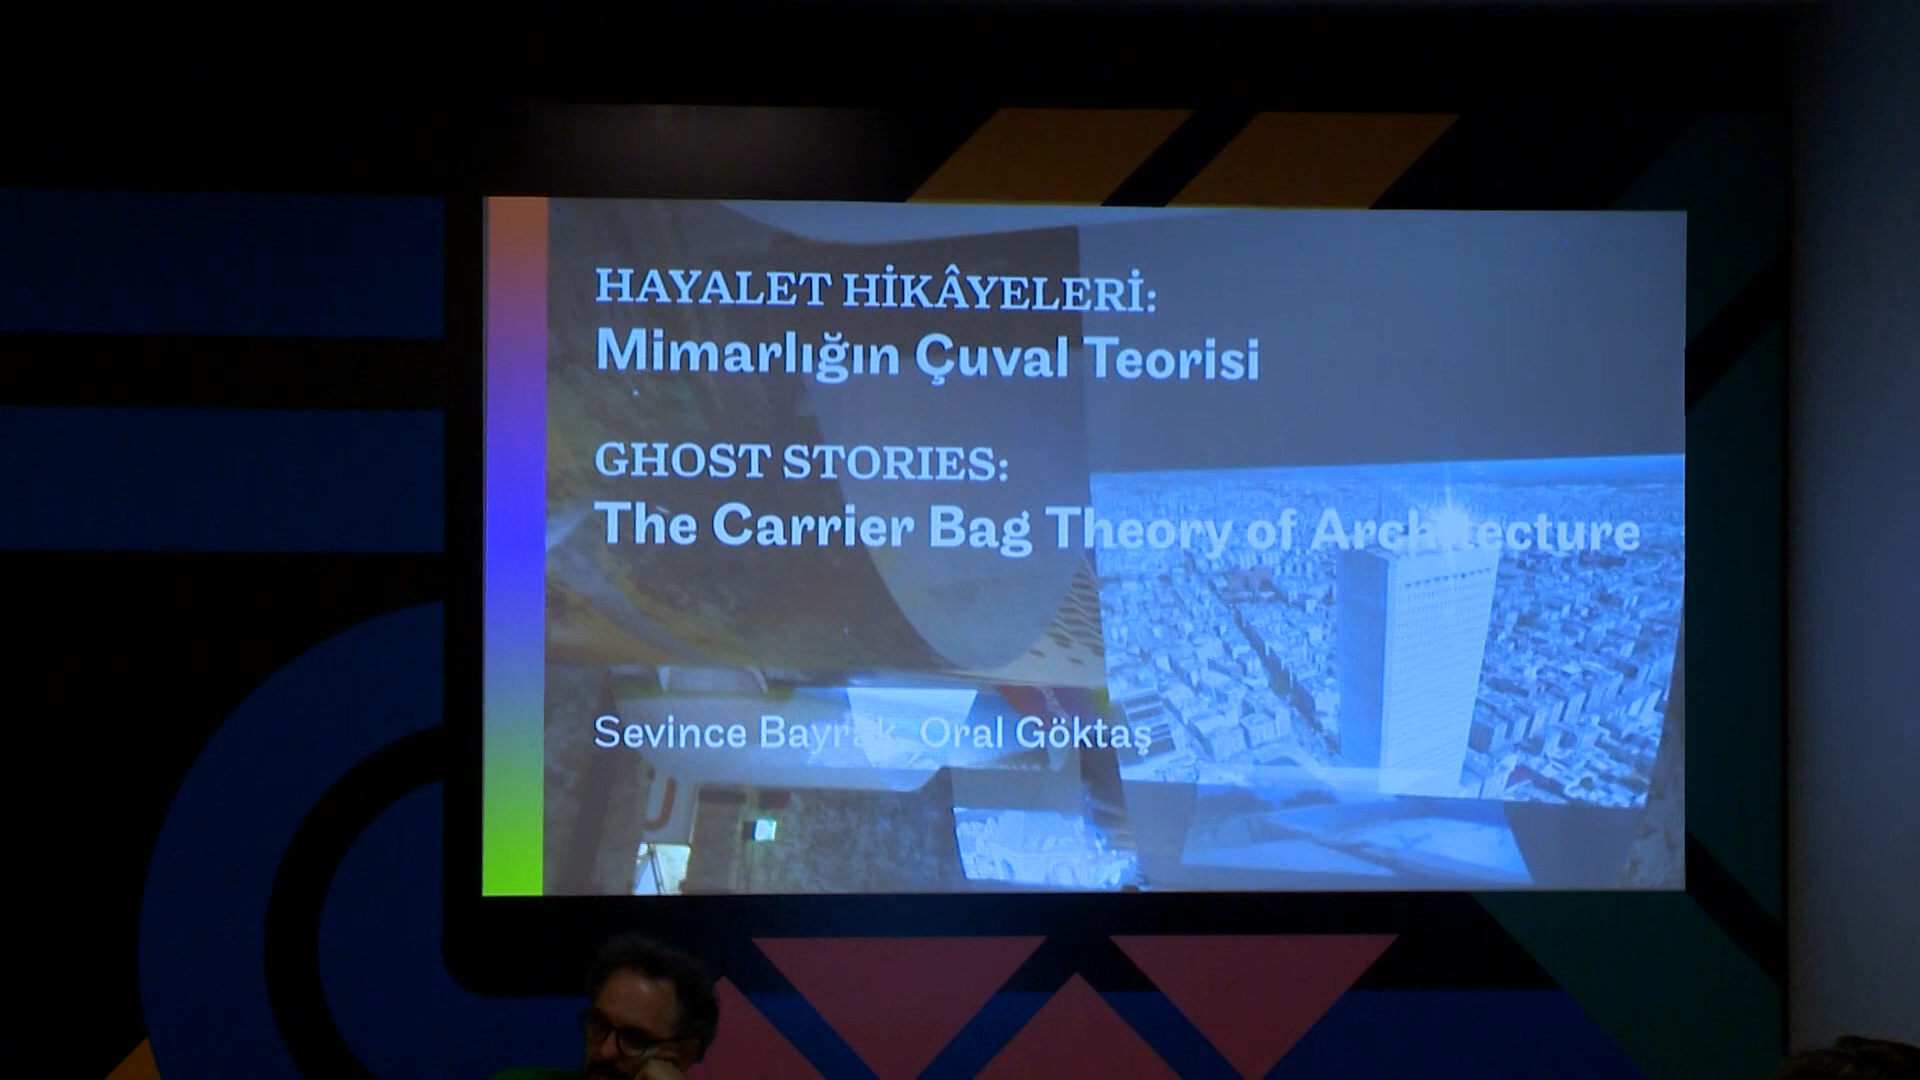 HAYALET HİKÂYELERİ:
Mimarlığın Çuval Teorisi
GHOST STORIES:
The Carrier Bag Theory of Architecture
Sevince Bayrak, Oral Göktaş